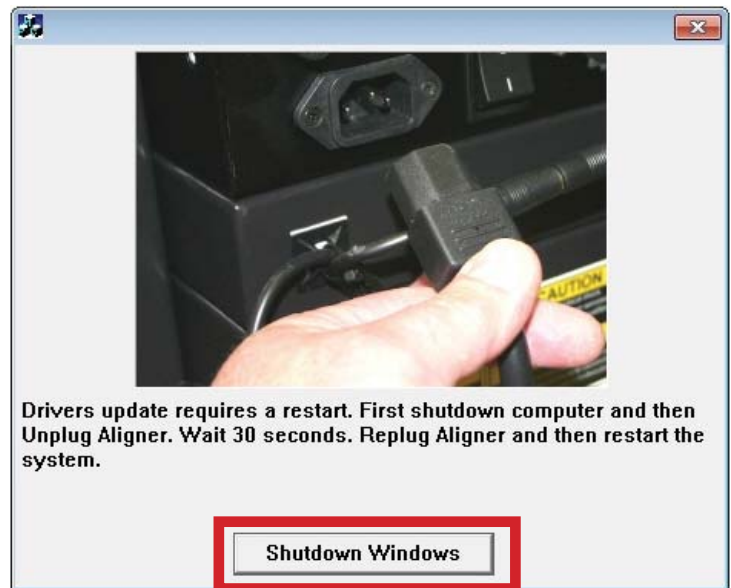 CAUTION
Drivers update requires a restart. First shutdown computer and then
Unplug Aligner. Wait 30 seconds. Replug Aligner and then restart the
system.
Shutdown Windows